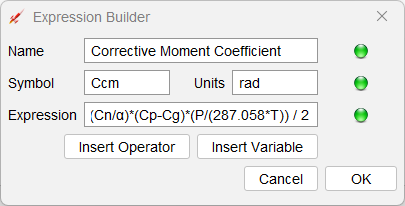 Expression Builder
Name Corrective Moment Coefficient
Symbol Ccm Units rad
Expression (Cn/α)*(Cp-Cg)*(P/(287.058*T)) / 2
Insert Operator Insert Variable
Cancel OK